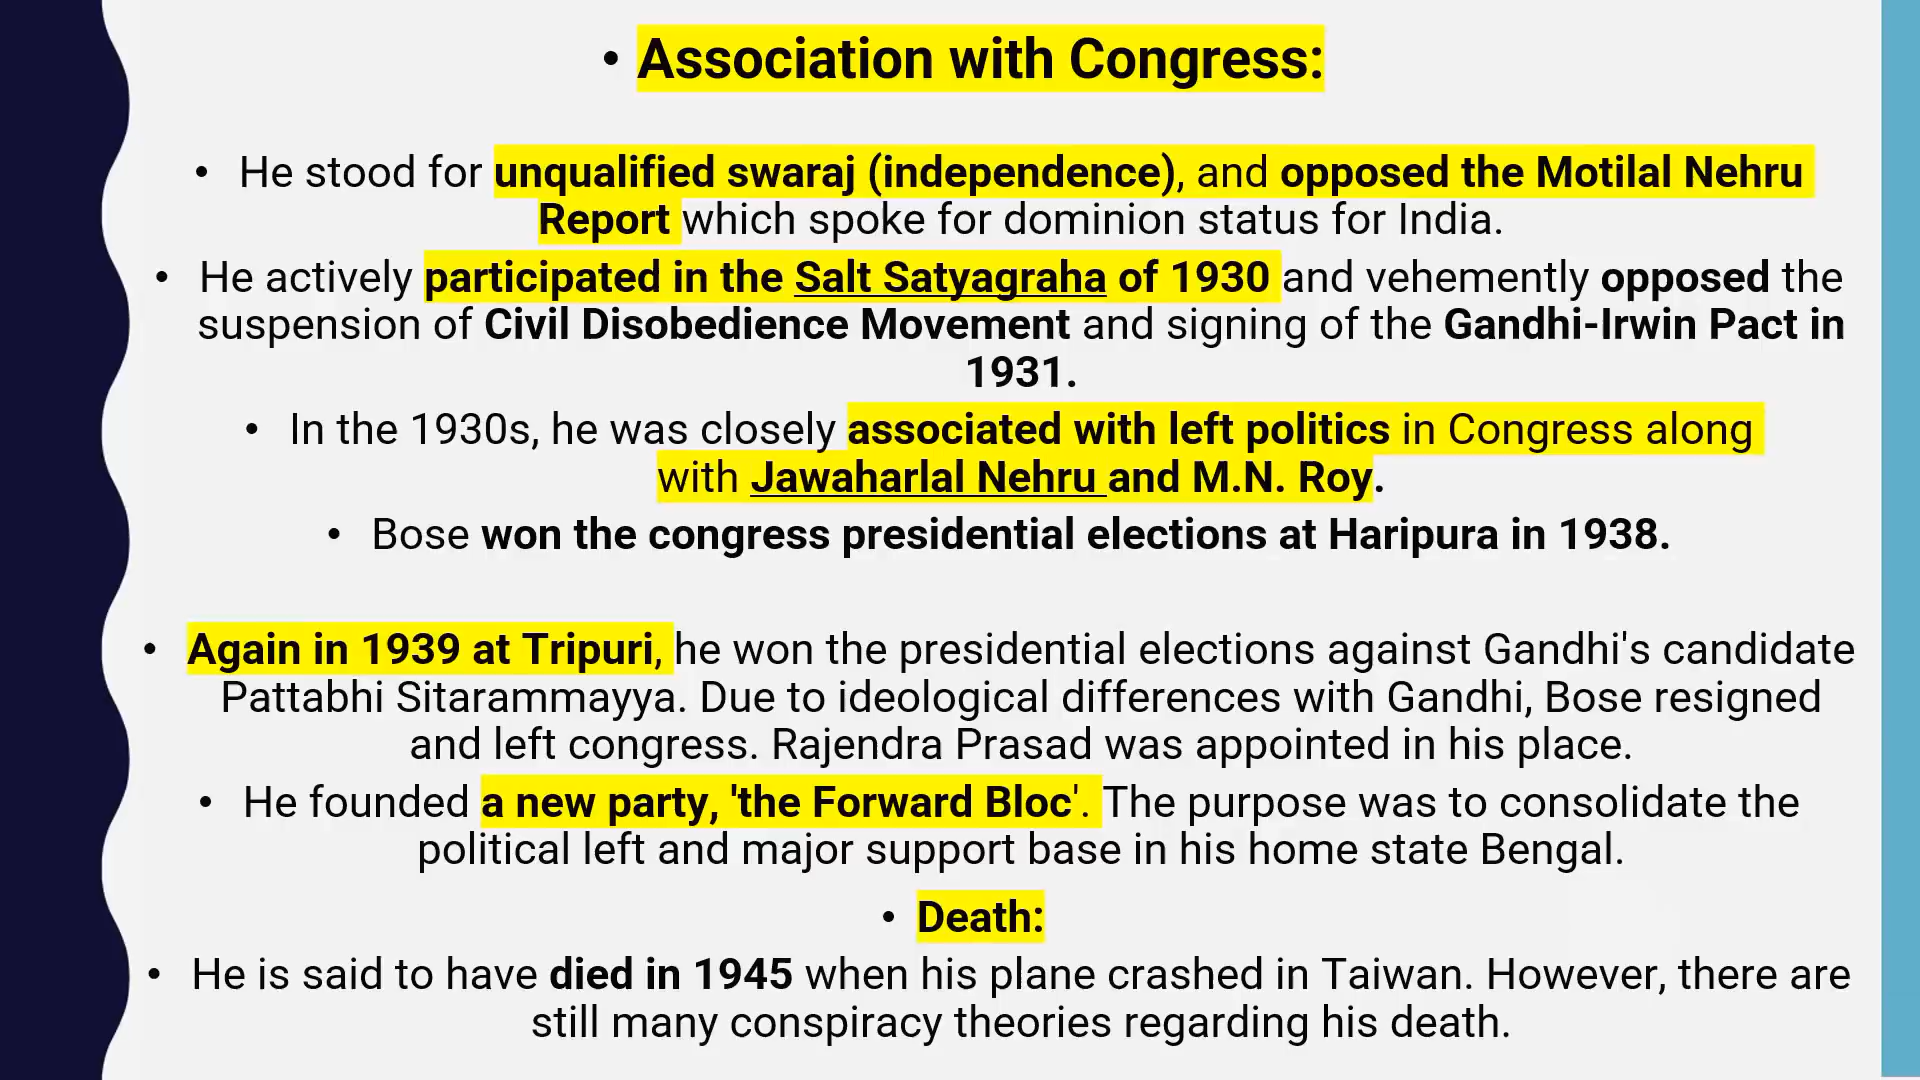 • Association with Congress:
• He stood for unqualified swaraj (independence), and opposed the Motilal Nehru
Report which spoke for dominion status for India.
• He actively participated in the Salt Satyagraha of 1930 and vehemently opposed the
suspension of Civil Disobedience Movement and signing of the Gandhi-Irwin Pact in
1931.
• In the 1930s, he was closely associated with left politics in Congress along
with Jawaharlal Nehru and M.N. Roy.
• Bose won the congress presidential elections at Haripura in 1938.
• Again in 1939 at Tripuri, he won the presidential elections against Gandhi's candidate
Pattabhi Sitarammayya. Due to ideological differences with Gandhi, Bose resigned
and left congress. Rajendra Prasad was appointed in his place.
• He founded a new party, 'the Forward Bloc'. The purpose was to consolidate the
political left and major support base in his home state Bengal.
• Death:
• He is said to have died in 1945 when his plane crashed in Taiwan. However, there are
still many conspiracy theories regarding his death.